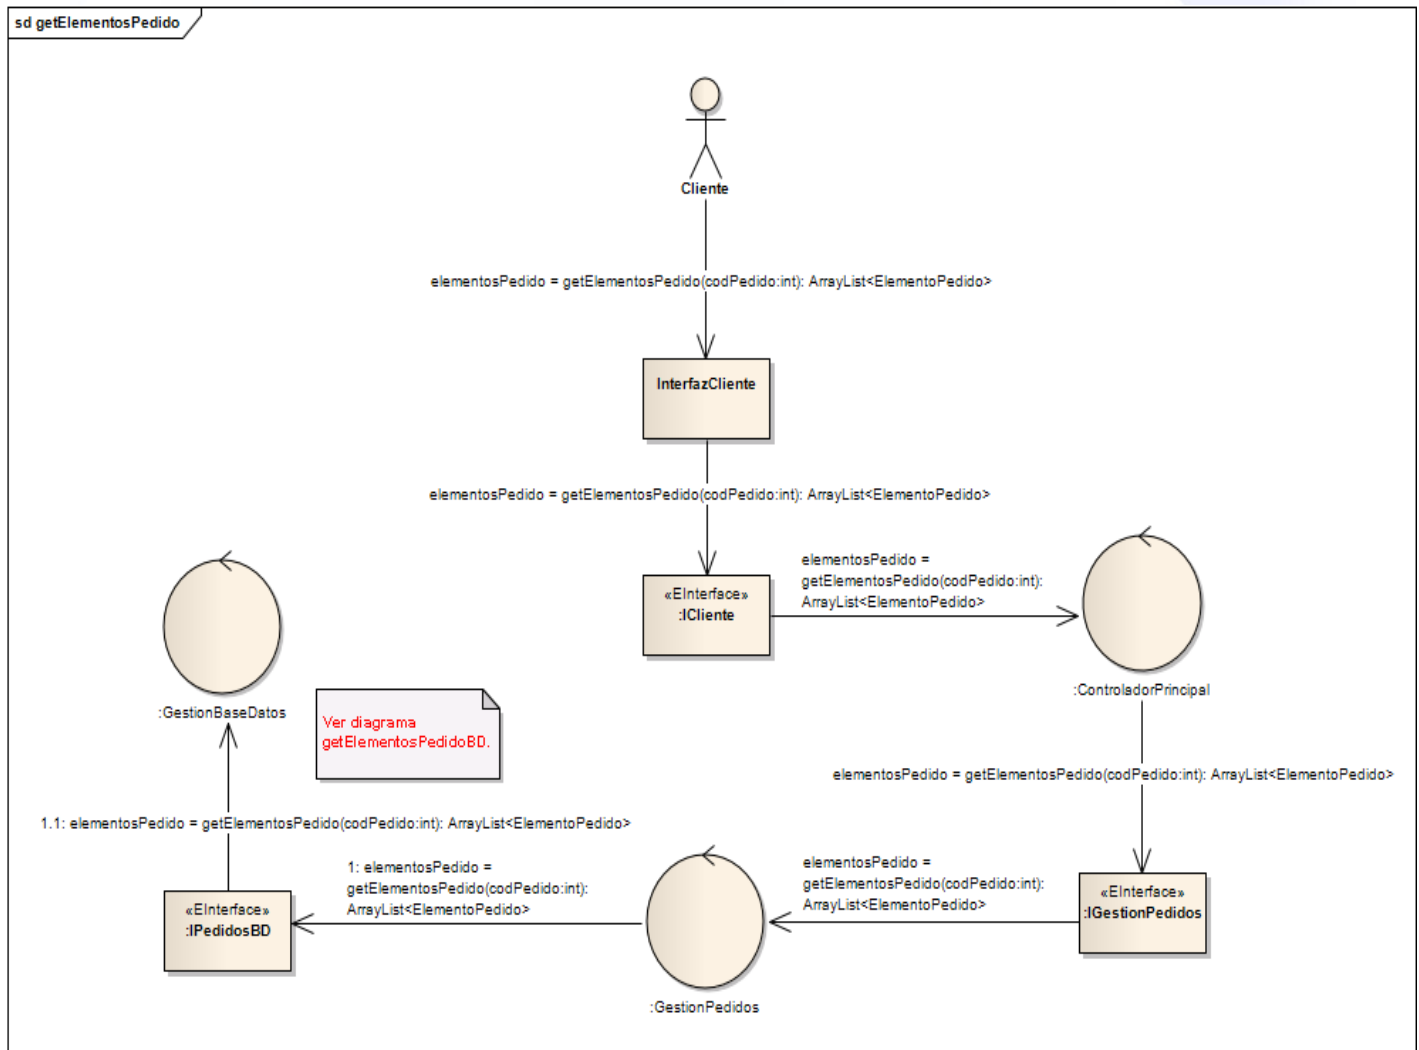 sd getElementosPedido
Cliente
elementosPedido = getElementosPedido(codPedido:int): ArrayList<ElementoPedido>
InterfazCliente
elementosPedido = getElementosPedido(codPedido:int): ArrayList<ElementoPedido>
«EInterface»
:ICliente
elementosPedido =
getElementosPedido(codPedido:int):
ArrayList<ElementoPedido>
:ControladorPrincipal
:GestionBaseDatos
Ver diagrama
getElementosPedidoBD.
elementosPedido = getElementosPedido(codPedido:int): ArrayList<ElementoPedido>
1.1: elementosPedido = getElementosPedido(codPedido:int): ArrayList<ElementoPedido>
«EInterface»
:IPedidosBD
1: elementosPedido =
getElementosPedido(codPedido:int):
ArrayList<ElementoPedido>
:GestionPedidos
elementosPedido =
getElementosPedido(codPedido:int):
ArrayList<ElementoPedido>
«EInterface»
:IGestionPedidos